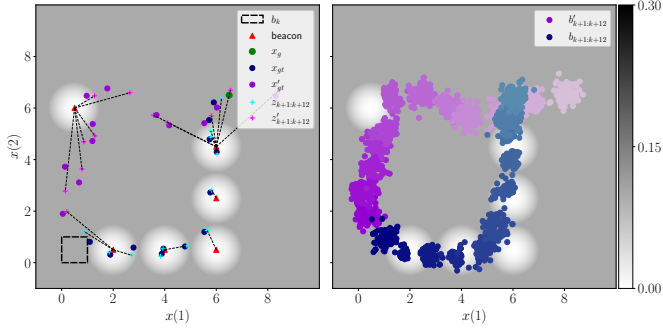 b_k
beacon
x_g
x_{gt}
x'_{gt}
z_{k+1:k+12}
z'_{k+1:k+12}
x(2)
8
6
4
2
0
0 2 4 6 8
x(1)
b'_{k+1:k+12}
b_{k+1:k+12}
0 2 4 6 8
x(1)
0.30
0.00